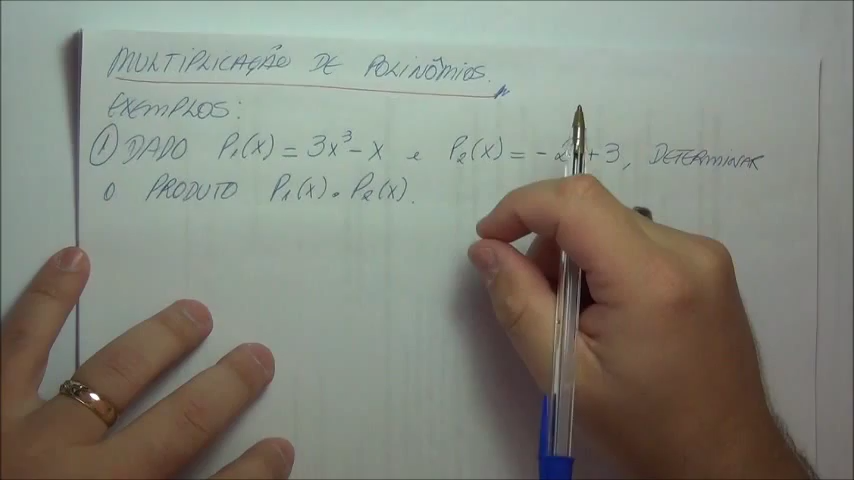 MULTIPLICAÇÃO DE POLINÔMIOS.
EXEMPLOS:
① DADO P₁(x) = 3x³ - x e P₂(x) = - + 3, DETERMINAR
O PRODUTO P₁(x) . P₂(x).